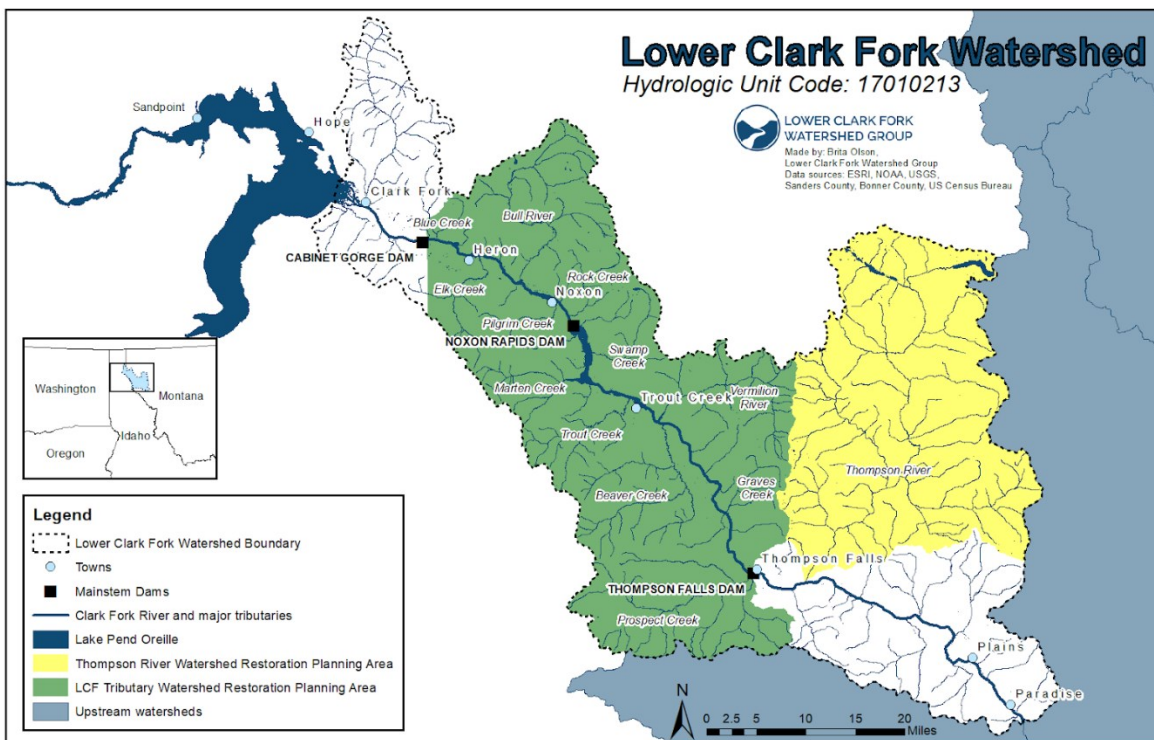 Lower Clark Fork Watershed
Hydrologic Unit Code: 17010213
LOWER CLARK FORK
WATERSHED GROUP
Made by: Brita Olson,
Lower Clark Fork Watershed Group
Data sources: ESRI, NOAA, USGS,
Sanders County, Bonner County, US Census Bureau
Sandpoint
Hope
Clark Fork
Blue Creek
Bull River
CABINET GORGE DAM
Heron
Elk Creek
Rock Creek
Noxon
Pilgrim Creek
NOXON RAPIDS DAM
Swamp
Creek
Marten Creek
Vermilion
River
Trout Creek
Trout Creek
Thompson River
Beaver Creek
Graves
Creek
Thompson Falls
THOMPSON FALLS DAM
Prospect Creek
Plains
Paradise
Washington
Montana
Idaho
Oregon
Legend
Lower Clark Fork Watershed Boundary
Towns
Mainstem Dams
Clark Fork River and major tributaries
Lake Pend Oreille
Thompson River Watershed Restoration Planning Area
LCF Tributary Watershed Restoration Planning Area
Upstream watersheds
N
0 2.5 5 10 15 20
Miles